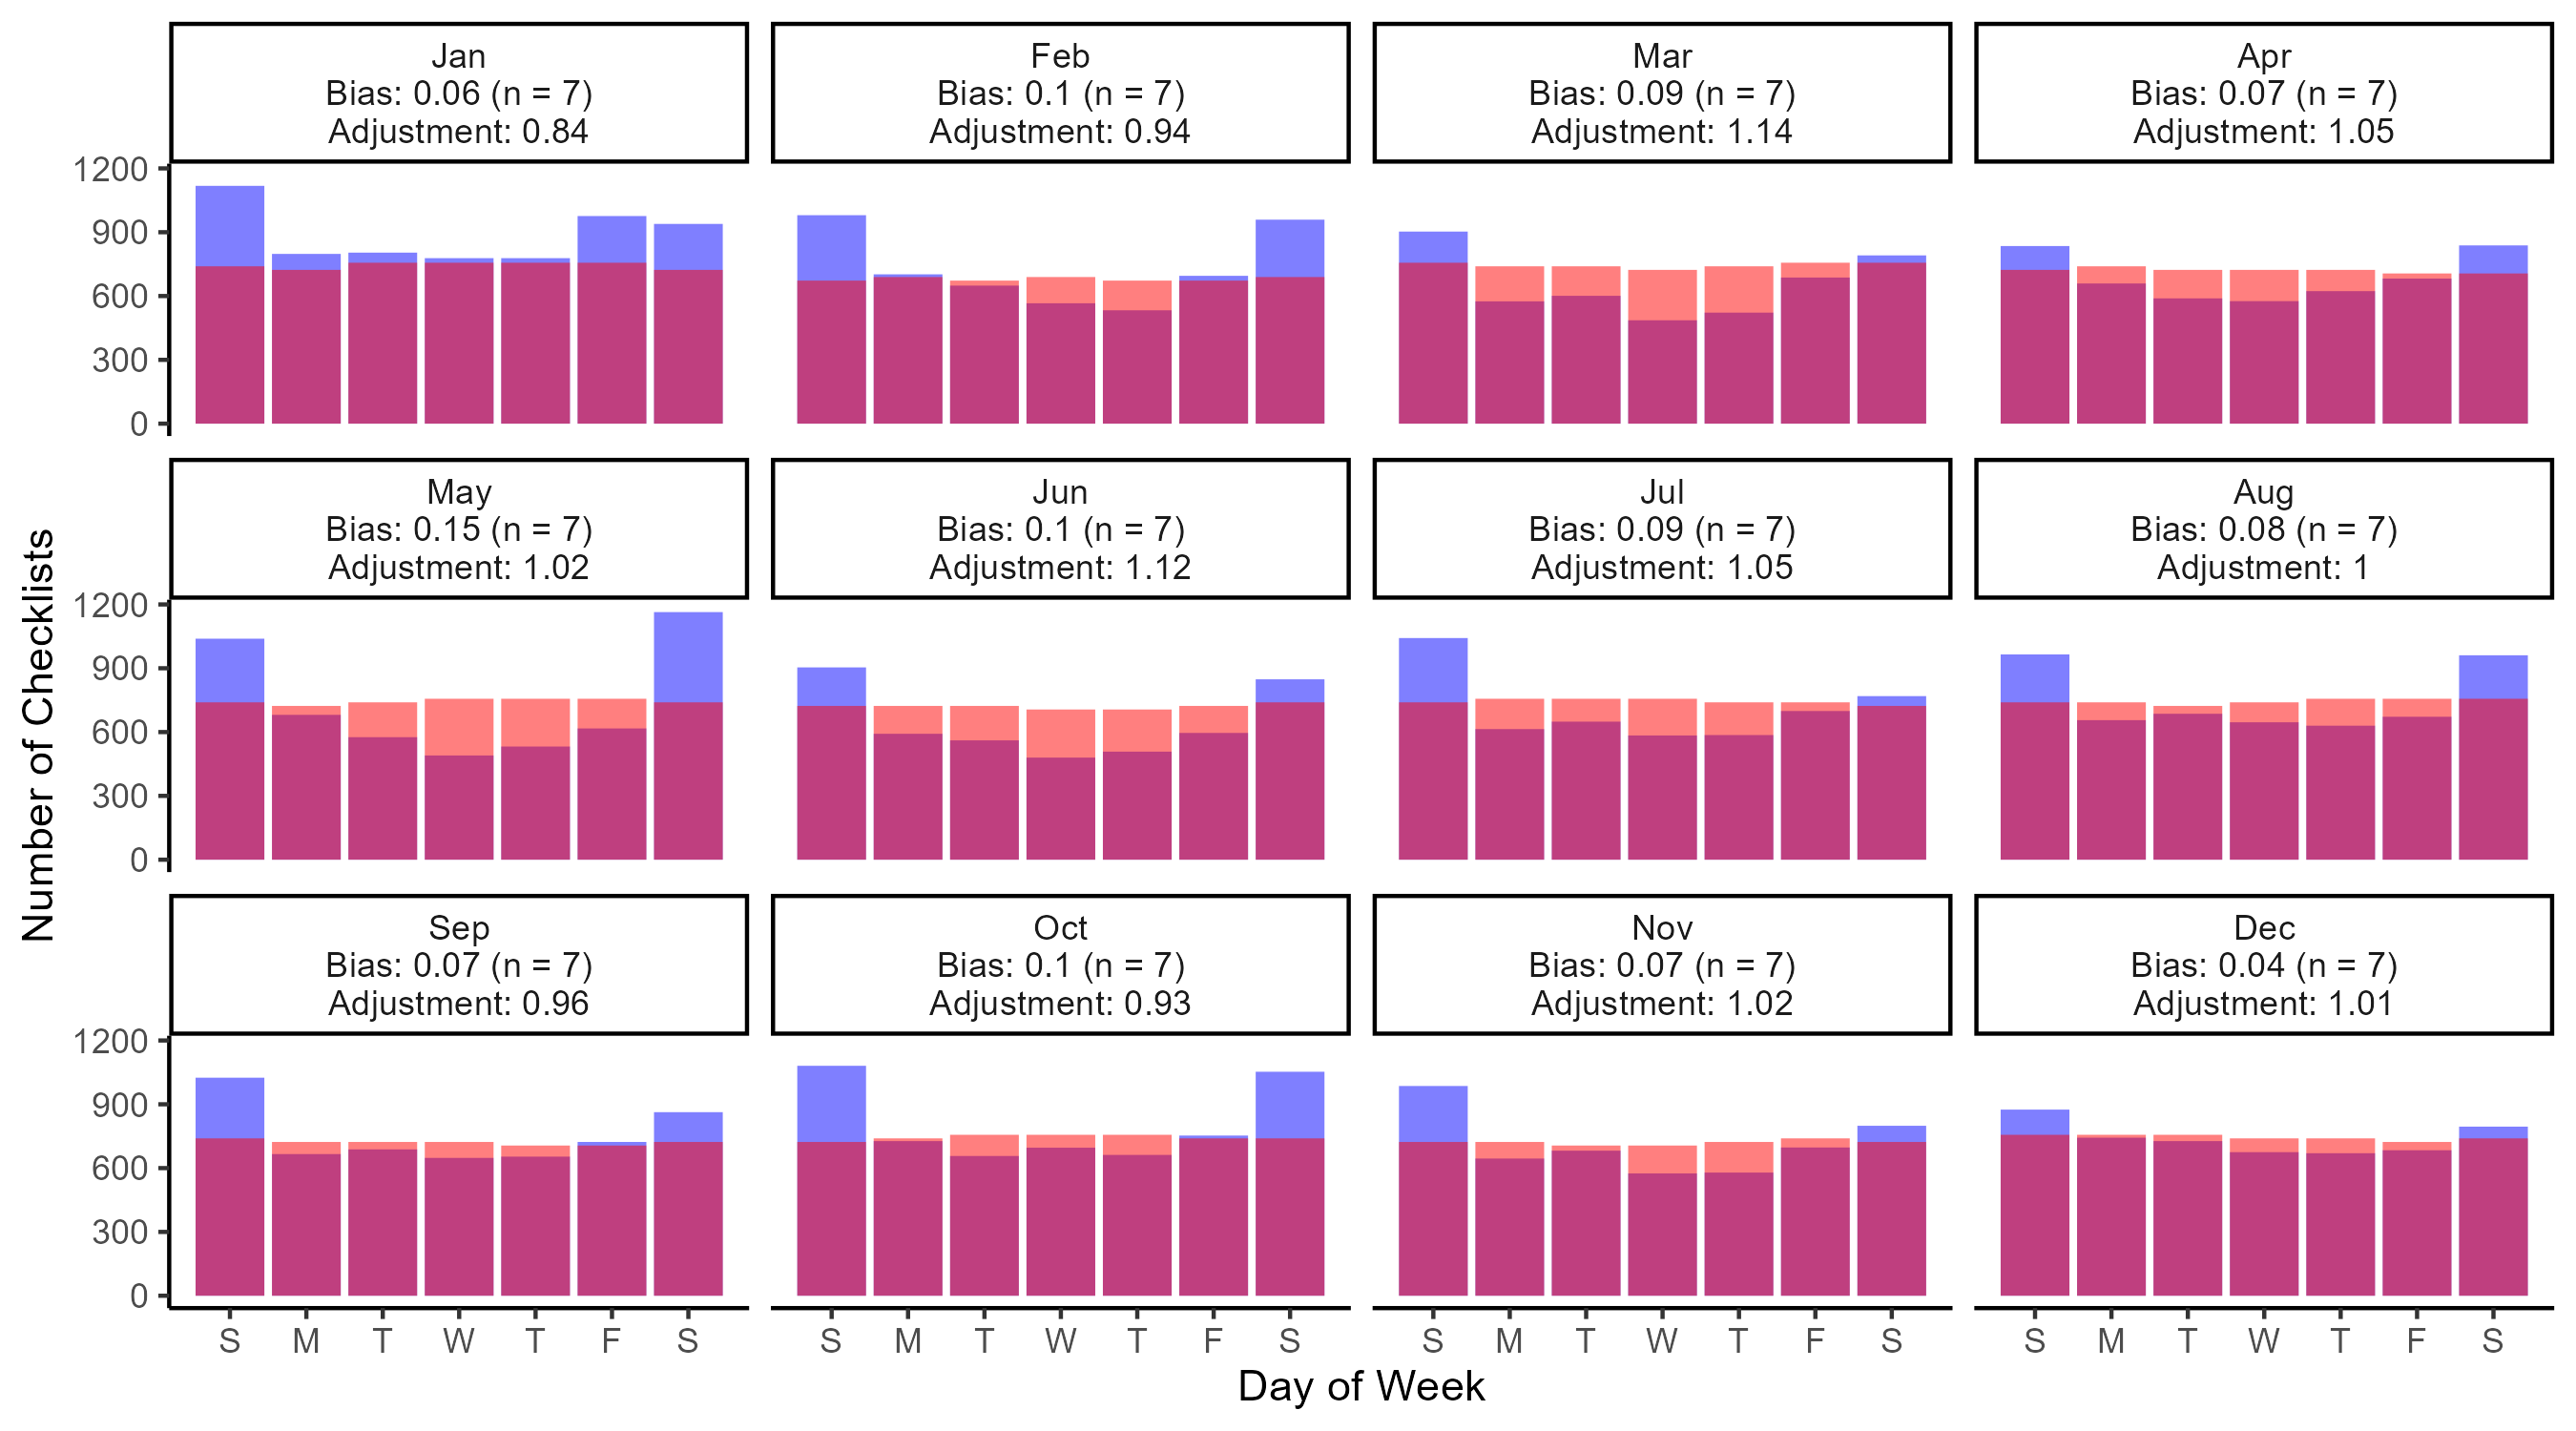 Jan
Bias: 0.06 (n = 7)
Adjustment: 0.84
Feb
Bias: 0.1 (n = 7)
Adjustment: 0.94
Mar
Bias: 0.09 (n = 7)
Adjustment: 1.14
Apr
Bias: 0.07 (n = 7)
Adjustment: 1.05
1200
900
600
300
0
May
Bias: 0.15 (n = 7)
Adjustment: 1.02
Jun
Bias: 0.1 (n = 7)
Adjustment: 1.12
Jul
Bias: 0.09 (n = 7)
Adjustment: 1.05
Aug
Bias: 0.08 (n = 7)
Adjustment: 1
1200
900
600
300
0
Number of Checklists
Sep
Bias: 0.07 (n = 7)
Adjustment: 0.96
Oct
Bias: 0.1 (n = 7)
Adjustment: 0.93
Nov
Bias: 0.07 (n = 7)
Adjustment: 1.02
Dec
Bias: 0.04 (n = 7)
Adjustment: 1.01
1200
900
600
300
0
S M T W T F S
S M T W T F S
S M T W T F S
S M T W T F S
Day of Week